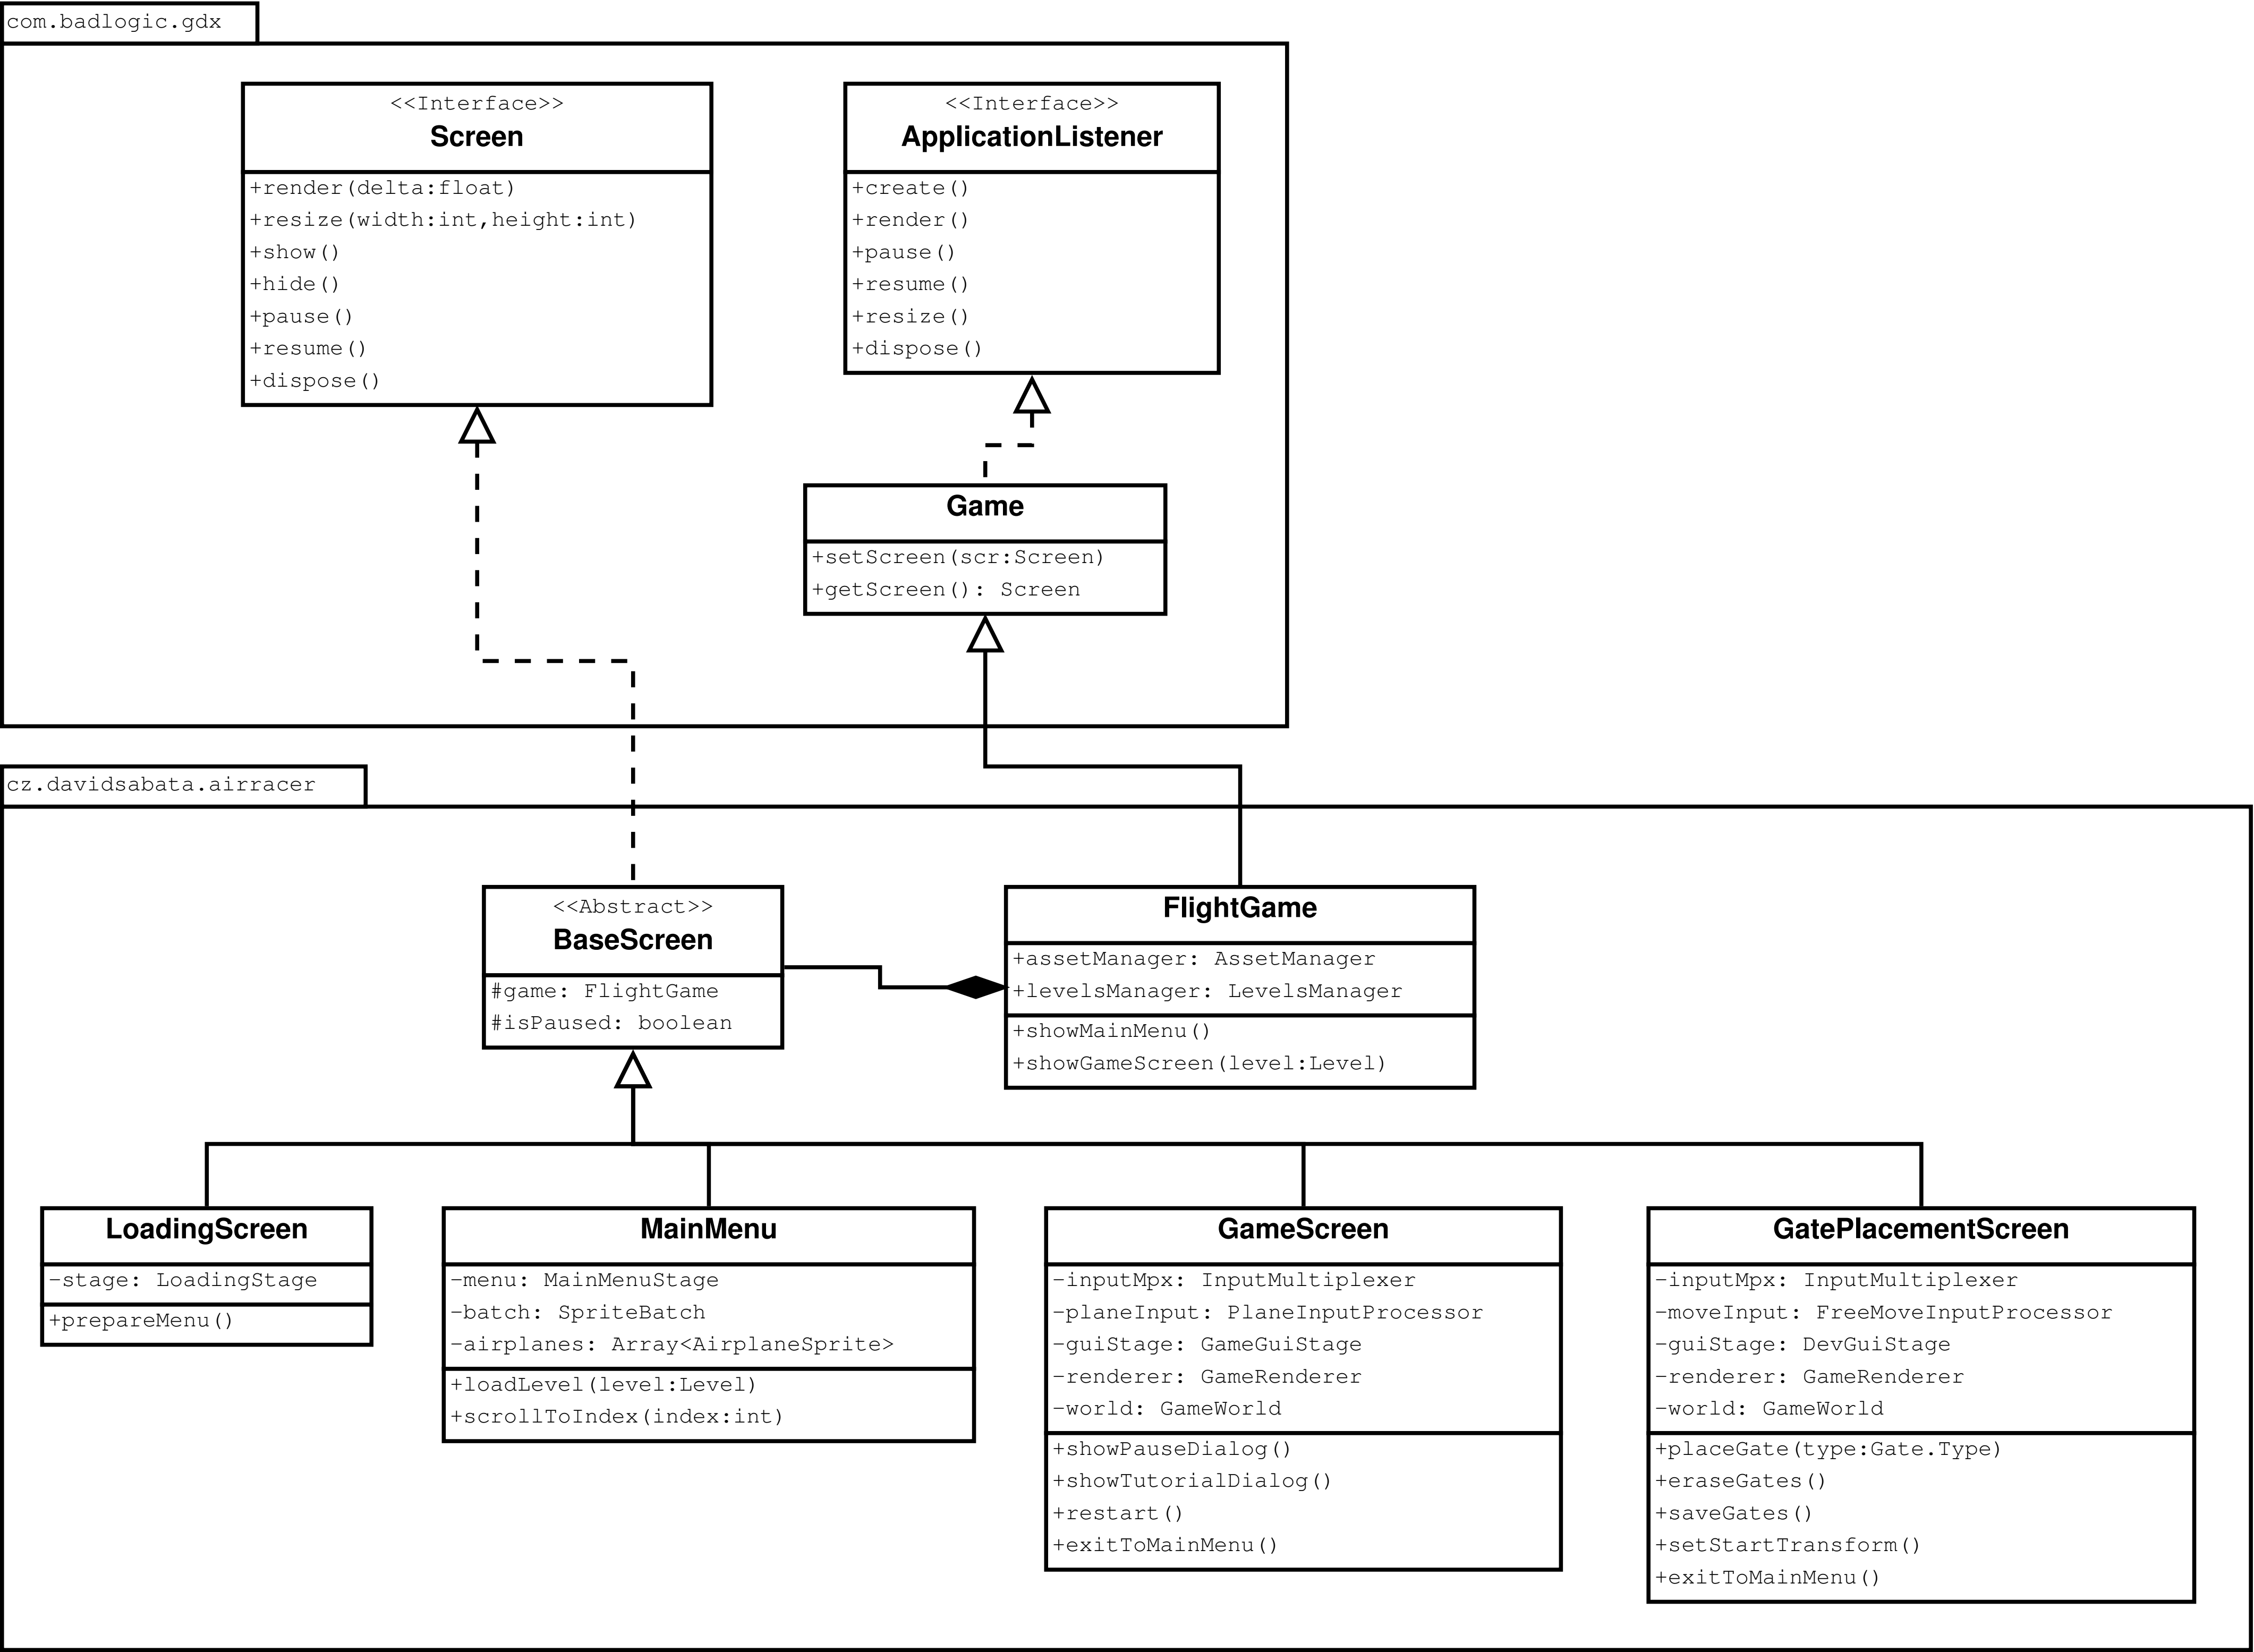 com.badlogic.gdx
<<Interface>>
Screen
+render(delta:float)
+resize(width:int,height:int)
+show()
+hide()
+pause()
+resume()
+dispose()
<<Interface>>
ApplicationListener
+create()
+render()
+pause()
+resume()
+resize()
+dispose()
Game
+setScreen(scr:Screen)
+getScreen(): Screen
cz.davidsabata.airracer
<<Abstract>>
BaseScreen
#game: FlightGame
#isPaused: boolean
FlightGame
+assetManager: AssetManager
+levelsManager: LevelsManager
+showMainMenu()
+showGameScreen(level:Level)
LoadingScreen
-stage: LoadingStage
+prepareMenu()
MainMenu
-menu: MainMenuStage
-batch: SpriteBatch
-airplanes: Array<AirplaneSprite>
+loadLevel(level:Level)
+scrollToIndex(index:int)
GameScreen
-inputMpx: InputMultiplexer
-planeInput: PlaneInputProcessor
-guiStage: GameGuiStage
-renderer: GameRenderer
-world: GameWorld
+showPauseDialog()
+showTutorialDialog()
+restart()
+exitToMainMenu()
GatePlacementScreen
-inputMpx: InputMultiplexer
-moveInput: FreeMoveInputProcessor
-guiStage: DevGuiStage
-renderer: GameRenderer
-world: GameWorld
+placeGate(type:Gate.Type)
+eraseGates()
+saveGates()
+setStartTransform()
+exitToMainMenu()